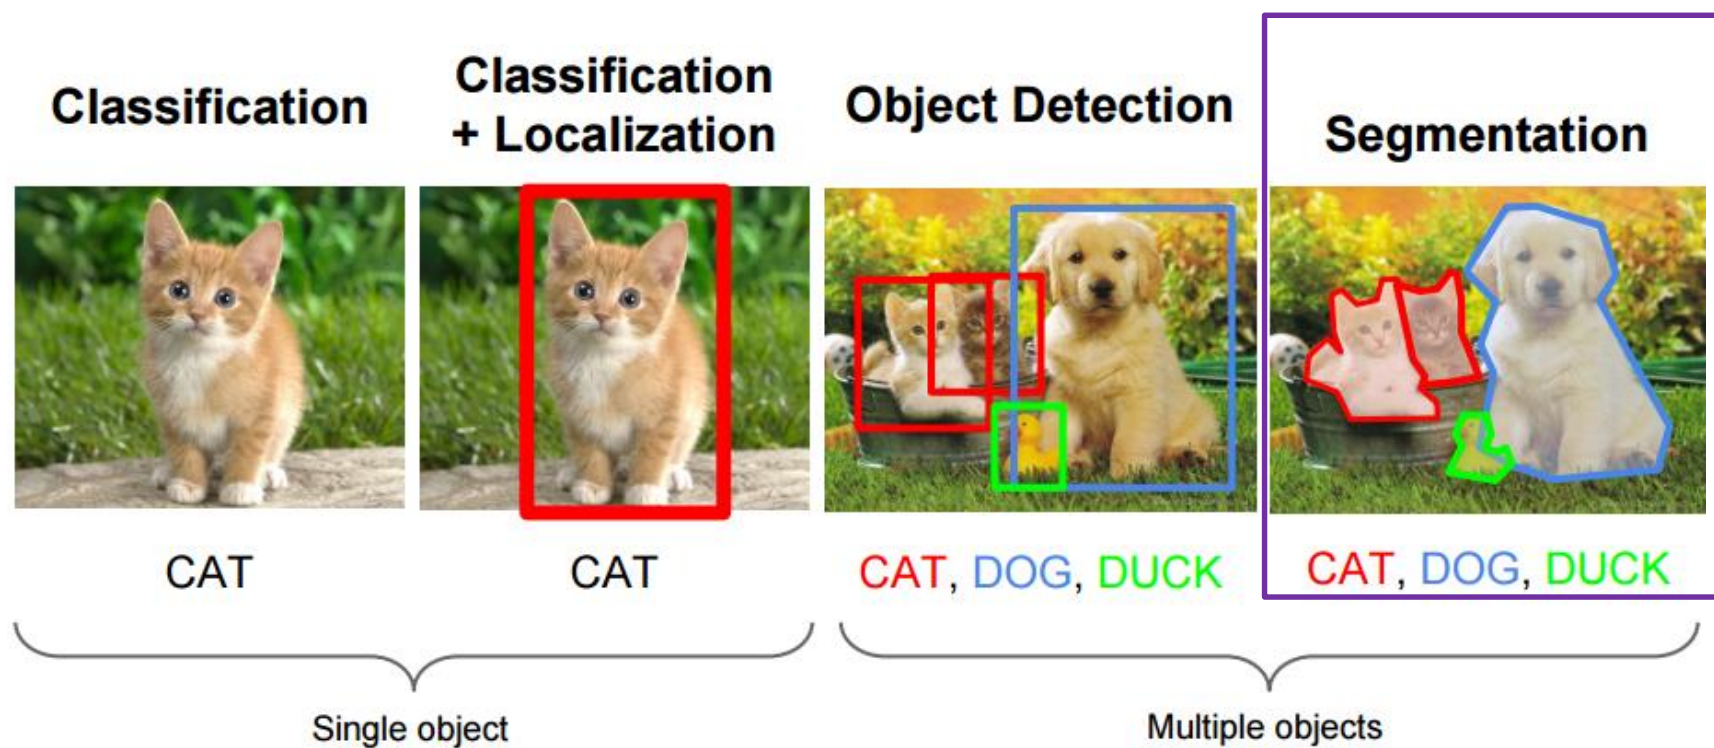 Classification
Classification
+ Localization
Object Detection
Segmentation
CAT
CAT
CAT, DOG, DUCK
CAT, DOG, DUCK
Single object
Multiple objects